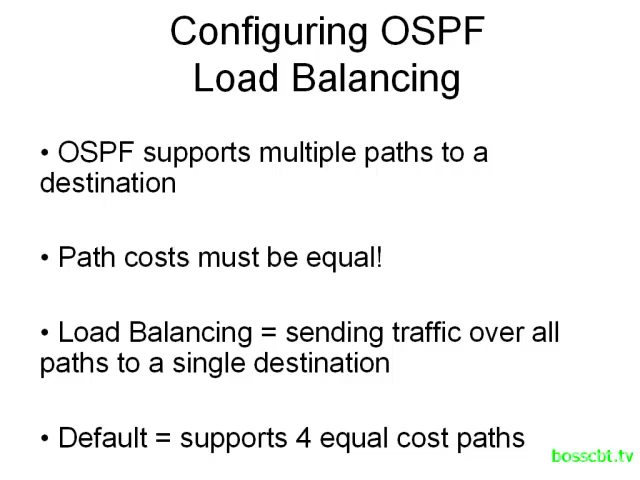 Configuring OSPF
Load Balancing
• OSPF supports multiple paths to a
destination
• Path costs must be equal!
• Load Balancing = sending traffic over all
paths to a single destination
• Default = supports 4 equal cost paths
bosscbt.tv